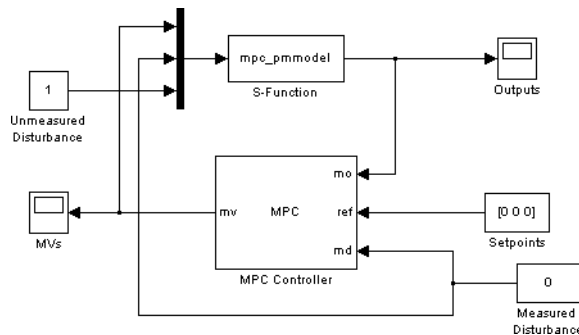 mpc_pmmodel
S-Function
Outputs
1
Unmeasured
Disturbance
mo
mv
MPC
ref
md
MPC Controller
MVs
[0 0 0]
Setpoints
0
Measured
Disturbance